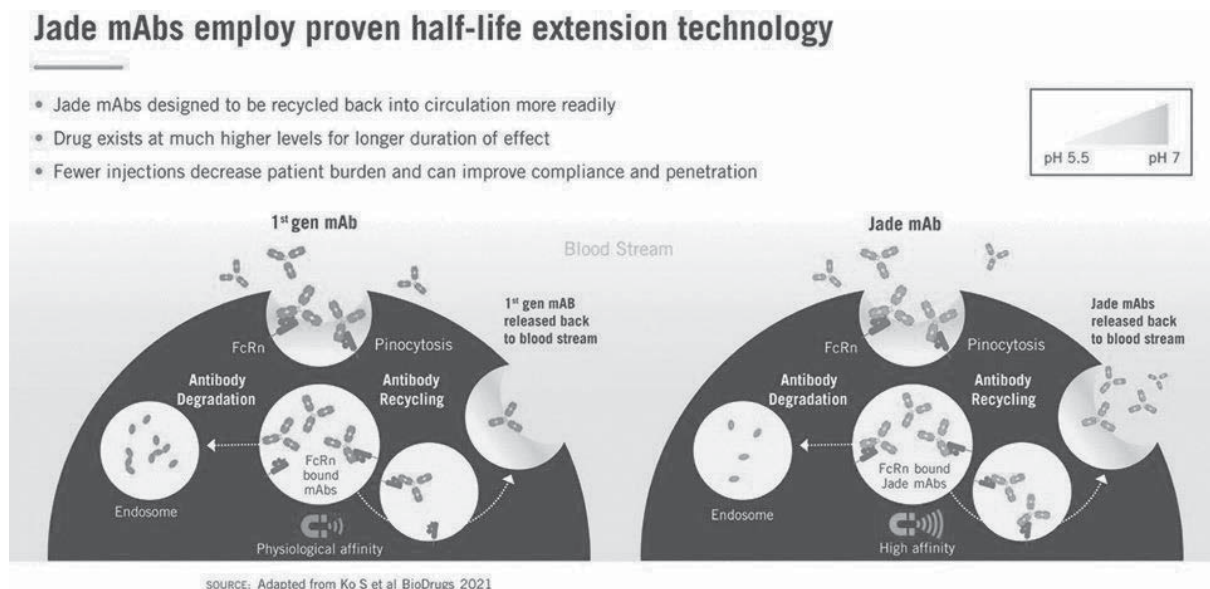 Jade mAbs employ proven half-life extension technology
• Jade mAbs designed to be recycled back into circulation more readily
• Drug exists at much higher levels for longer duration of effect
• Fewer injections decrease patient burden and can improve compliance and penetration
pH 5.5 pH 7
1st gen mAb
Blood Stream
Jade mAb
1st gen mAB
released back
to blood stream
FcRn
Pinocytosis
Antibody
Degradation
Antibody
Recycling
FcRn
bound
mAbs
Endosome
Physiological affinity
Jade mAbs
released back
to blood stream
FcRn
Pinocytosis
Antibody
Degradation
Antibody
Recycling
FcRn bound
Jade mAbs
Endosome
High affinity
SOURCE: Adapted from Ko S et al BioDrugs 2021